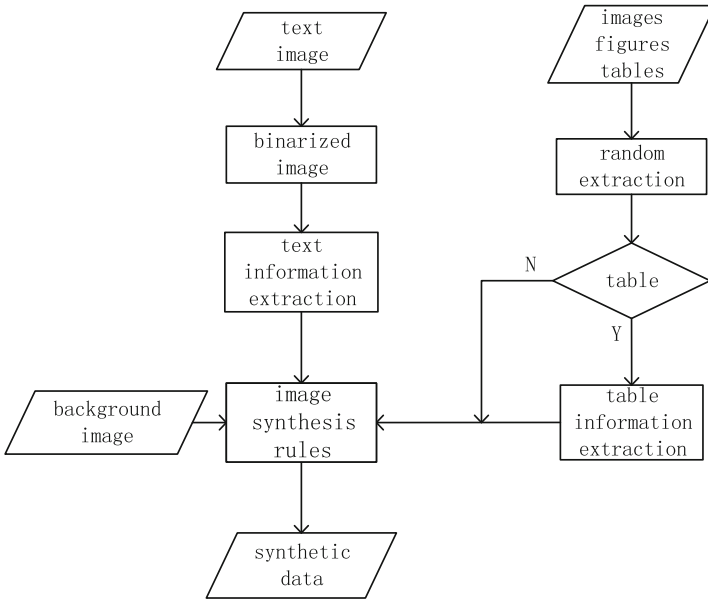 text
image
images
figures
tables
binarized
image
random
extraction
text
information
extraction
N
table
Y
background
image
image
synthesis
rules
table
information
extraction
synthetic
data